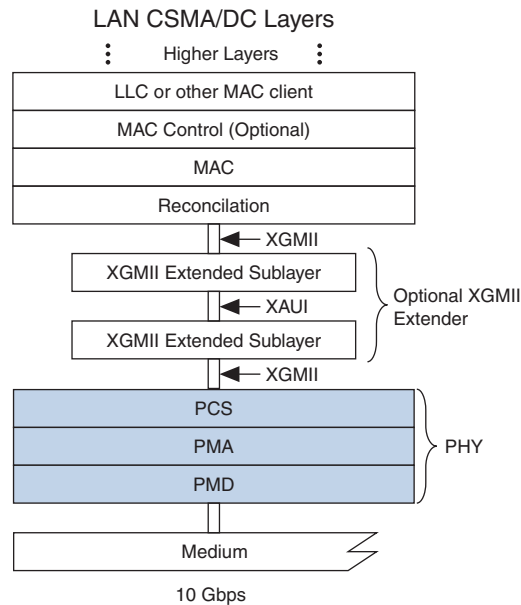 LAN CSMA/DC Layers
Higher Layers
LLC or other MAC client
MAC Control (Optional)
MAC
Reconcilation
XGMII
XGMII Extended Sublayer
XAUI
Optional XGMII
Extender
XGMII Extended Sublayer
XGMII
PCS
PMA
PHY
PMD
Medium
10 Gbps